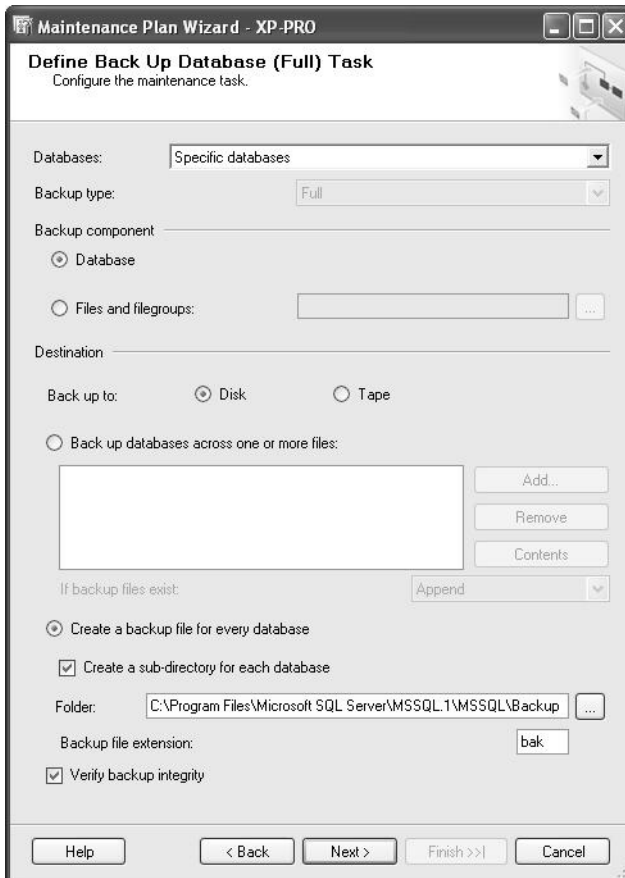 Maintenance Plan Wizard - XP-PRO
Define Back Up Database (Full) Task
Configure the maintenance task.
Databases: Specific databases
Backup type: Full
Backup component
Database
Files and filegroups: ...
Destination
Back up to: Disk Tape
Back up databases across one or more files:
Add...
Remove
Contents
If backup files exist: Append
Create a backup file for every database
Create a sub-directory for each database
Folder: C:\Program Files\Microsoft SQL Server\MSSQL.1\MSSQL\Backup ...
Backup file extension: bak
Verify backup integrity
Help < Back Next > Finish >>| Cancel